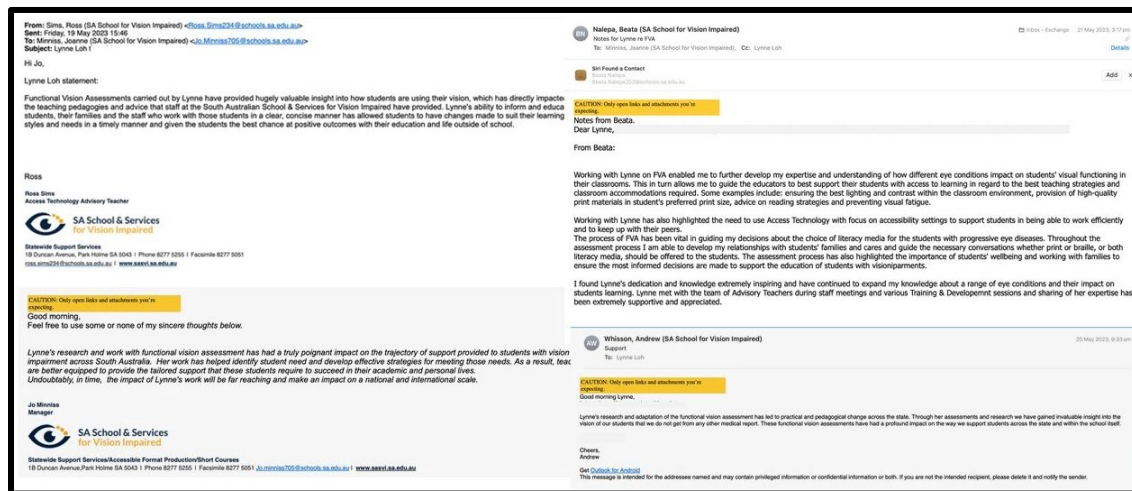 From: Sims, Ross (SA School for Vision Impaired) <Ross.Sims234@schools.sa.edu.au>
Sent: Friday, 19 May 2023 15:46
To: Minniss, Joanne (SA School for Vision Impaired) <Jo.Minniss705@schools.sa.edu.au>
Subject: Lynne Loh t
Hi Jo,
Lynne Loh statement:
Functional Vision Assessments carried out by Lynne have provided hugely valuable insight into how students are using their vision, which has directly impacte
the teaching pedagogies and advice that staff at the South Australian School & Services for Vision Impaired have provided. Lynne's ability to inform and educa
students, their families and the staff who work with those students in a clear, concise manner has allowed students to have changes made to suit their learning
styles and needs in a timely manner and given the students the best chance at positive outcomes with their education and life outside of school.
Ross
Ross Sims
Access Technology Advisory Teacher
SA School & Services
for Vision Impaired
Statewide Support Services
1B Duncan Avenue, Park Holme SA 5043 I Phone 8277 5255 I Facsimile 8277 5051
ross.sims234@schools.sa.edu.au I www.sasvi.sa.edu.au
CAUTION: Only open links and attachments you're
expecting.
Good morning,
Feel free to use some or none of my sincere thoughts below.
Lynne's research and work with functional vision assessment has had a truly poignant impact on the trajectory of support provided to students with vision
impairment across South Australia. Her work has helped identify student need and develop effective strategies for meeting those needs. As a result, teac
are better equipped to provide the tailored support that these students require to succeed in their academic and personal lives.
Undoubtably, in time, the impact of Lynne's work will be far reaching and make an impact on a national and international scale.
Jo Minniss
Manager
SA School & Services
for Vision Impaired
Statewide Support Services/Accessible Format Production/Short Courses
1B Duncan Avenue,Park Holme SA 5043 I Phone 8277 5255 I Facsimile 8277 5051 Jo.minniss705@schools.sa.edu.au I www.sasvi.sa.edu.au
BN
Nalepa, Beata (SA School for Vision Impaired)
Inbox - Exchange 21 May 2023, 3:17 pm
Notes for Lynne re FVA
To: Minniss, Joanne (SA School for Vision Impaired), Cc: Lynne Loh
Details
Siri Found a Contact
Beata Nalepa
Add
CAUTION: Only open links and attachments you're
expecting.
Notes from Beata.
Dear Lynne,
From Beata:
Working with Lynne on FVA enabled me to further develop my expertise and understanding of how different eye conditions impact on students' visual functioning in
their classrooms. This in turn allows me to guide the educators to best support their students with access to learning in regard to the best teaching strategies and
classroom accommodations required. Some examples include: ensuring the best lighting and contrast within the classroom environment, provision of high-quality
print materials in student's preferred print size, advice on reading strategies and preventing visual fatigue.
Working with Lynne has also highlighted the need to use Access Technology with focus on accessibility settings to support students in being able to work efficiently
and to keep up with their peers.
The process of FVA has been vital in guiding my decisions about the choice of literacy media for the students with progressive eye diseases. Throughout the
assessment process I am able to develop my relationships with students' families and cares and guide the necessary conversations whether print or braille, or both
literacy media, should be offered to the students. The assessment process has also highlighted the importance of students' wellbeing and working with families to
ensure the most informed decisions are made to support the education of students with visionipairments.
I found Lynne's dedication and knowledge extremely inspiring and have continued to expand my knowledge about a range of eye conditions and their impact on
students learning. Lynne met with the team of Advisory Teachers during staff meetings and various Training & Developemnt sessions and sharing of her expertise has
been extremely supportive and appreciated.
AW
Whisson, Andrew (SA School for Vision Impaired)
Support
To: Lynne Loh
CAUTION: Only open links and attachments you're
expecting.
Good morning Lynne,
Lynne's research and adaptation of the functional vision assessment has led to practical and pedagogical change across the state. Through her assessments and research we have gained invaluable insight into the
vision of our students that we do not get from any other medical report. These functional vision assessments have had a profound impact on the way we support students across the state and within the school itself.
Cheers,
Andrew
Get Outlook for Android
This message is intended for the addressee named and may contain privileged information or confidential information or both. If you are not the intended recipient, please delete it and notify the sender.